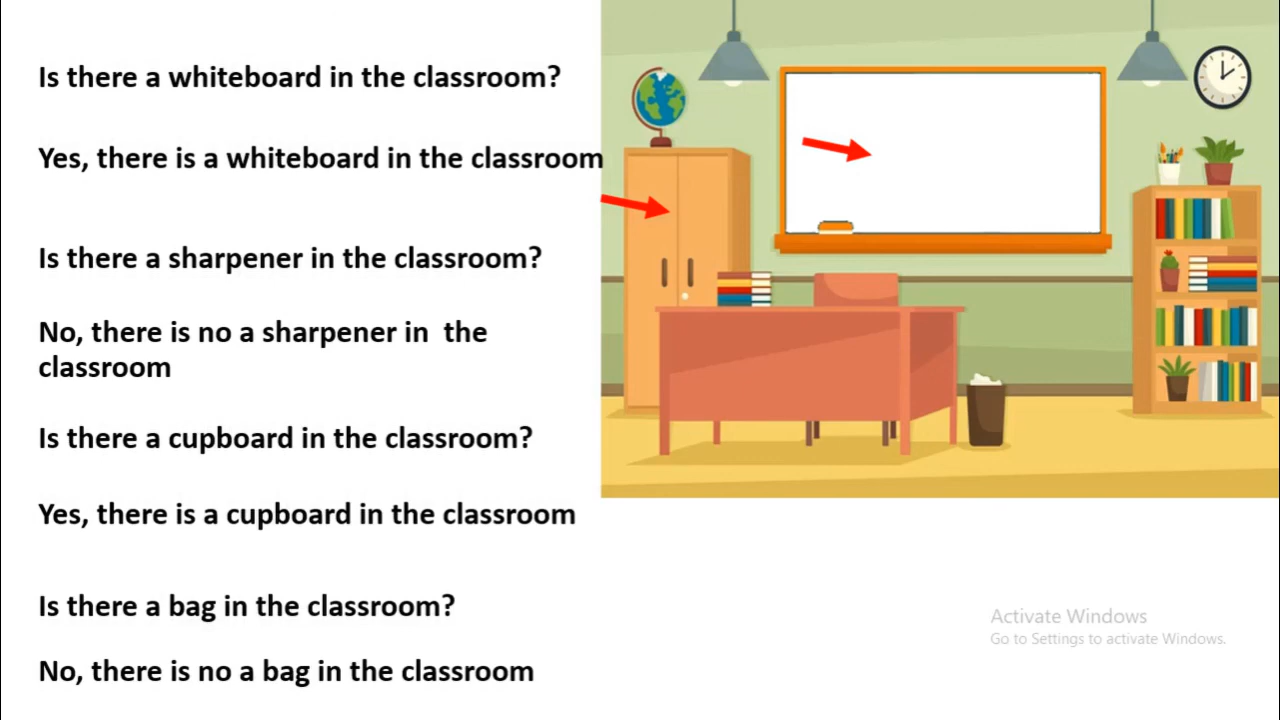 Is there a whiteboard in the classroom?
Yes, there is a whiteboard in the classroom
Is there a sharpener in the classroom?
No, there is no a sharpener in  the
classroom
Is there a cupboard in the classroom?
Yes, there is a cupboard in the classroom
Is there a bag in the classroom?
No, there is no a bag in the classroom
Activate Windows
Go to Settings to activate Windows.